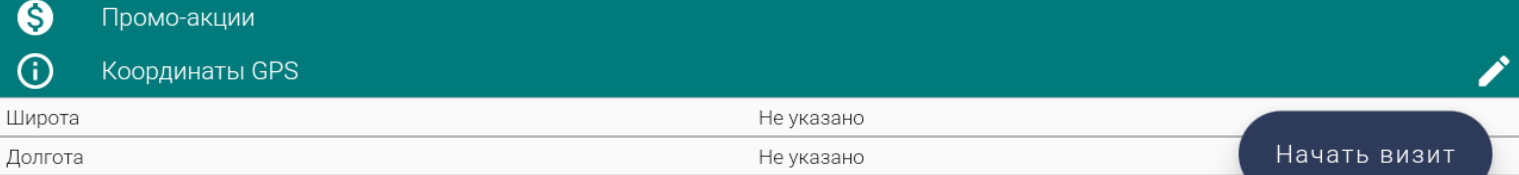 Промо-акции
Координаты GPS
Широта Не указано
Долгота Не указано
Начать визит